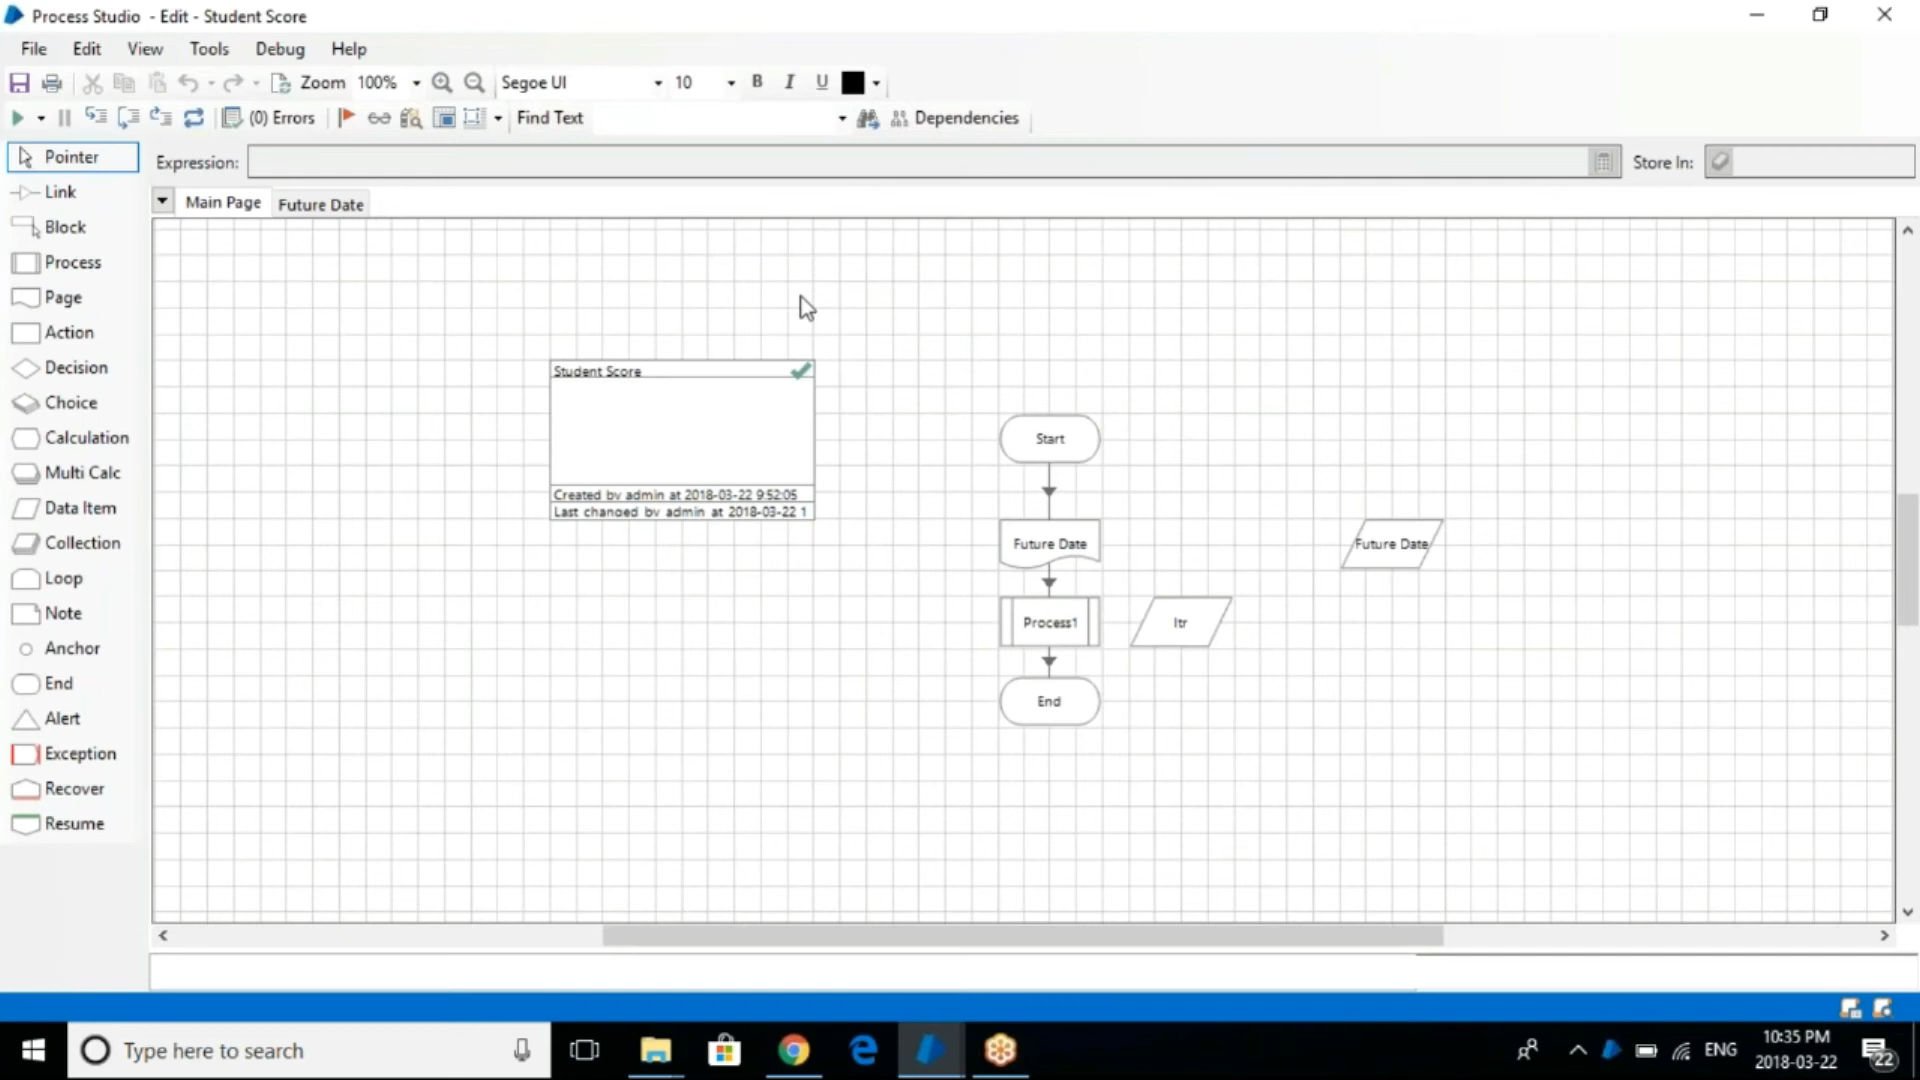 Process Studio - Edit - Student Score
File Edit View Tools Debug Help
Zoom 100% Segoe UI 10 B I U
(0) Errors Find Text Dependencies
Pointer
Expression: Store In:
Link
Main Page Future Date
Block
Process
Page
Action
Decision
Choice
Calculation
Multi Calc
Data Item
Collection
Loop
Note
Anchor
End
Alert
Exception
Recover
Resume
Student Score
Created by admin at 2018-03-22 9:52:05
Last changed by admin at 2018-03-22 1
Start
Future Date
Future Date
Process1
Itr
End
Type here to search
ENG
10:35 PM
2018-03-22
22